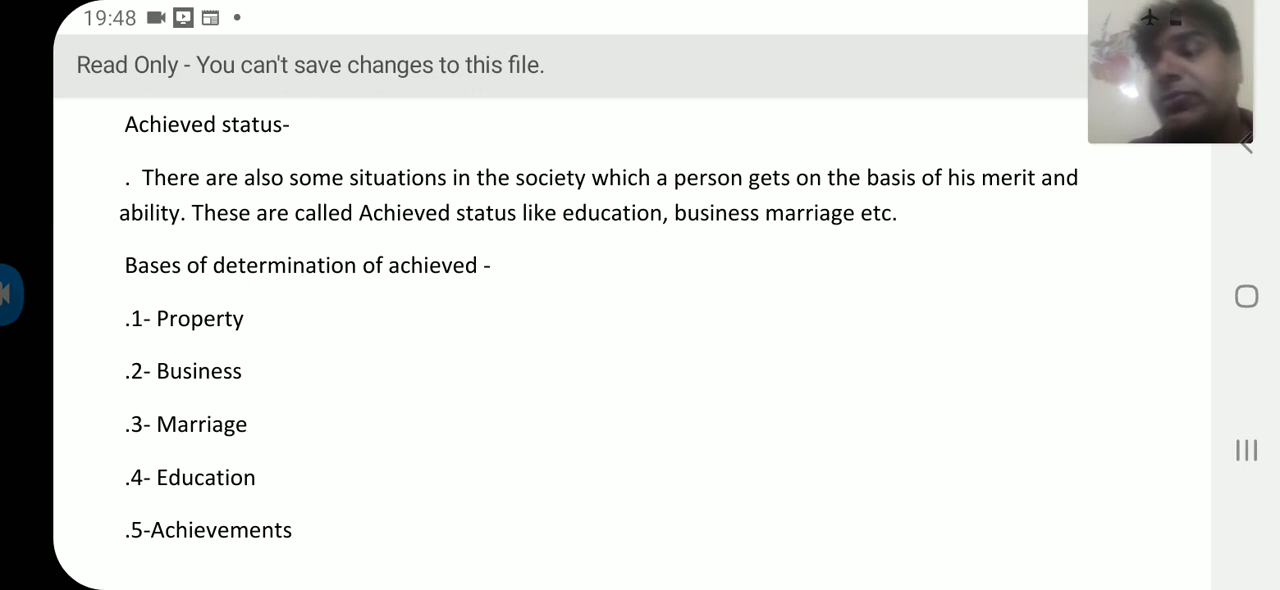 19:48
Read Only - You can't save changes to this file.
Achieved status-
. There are also some situations in the society which a person gets on the basis of his merit and
ability. These are called Achieved status like education, business marriage etc.
Bases of determination of achieved -
.1- Property
.2- Business
.3- Marriage
.4- Education
.5-Achievements